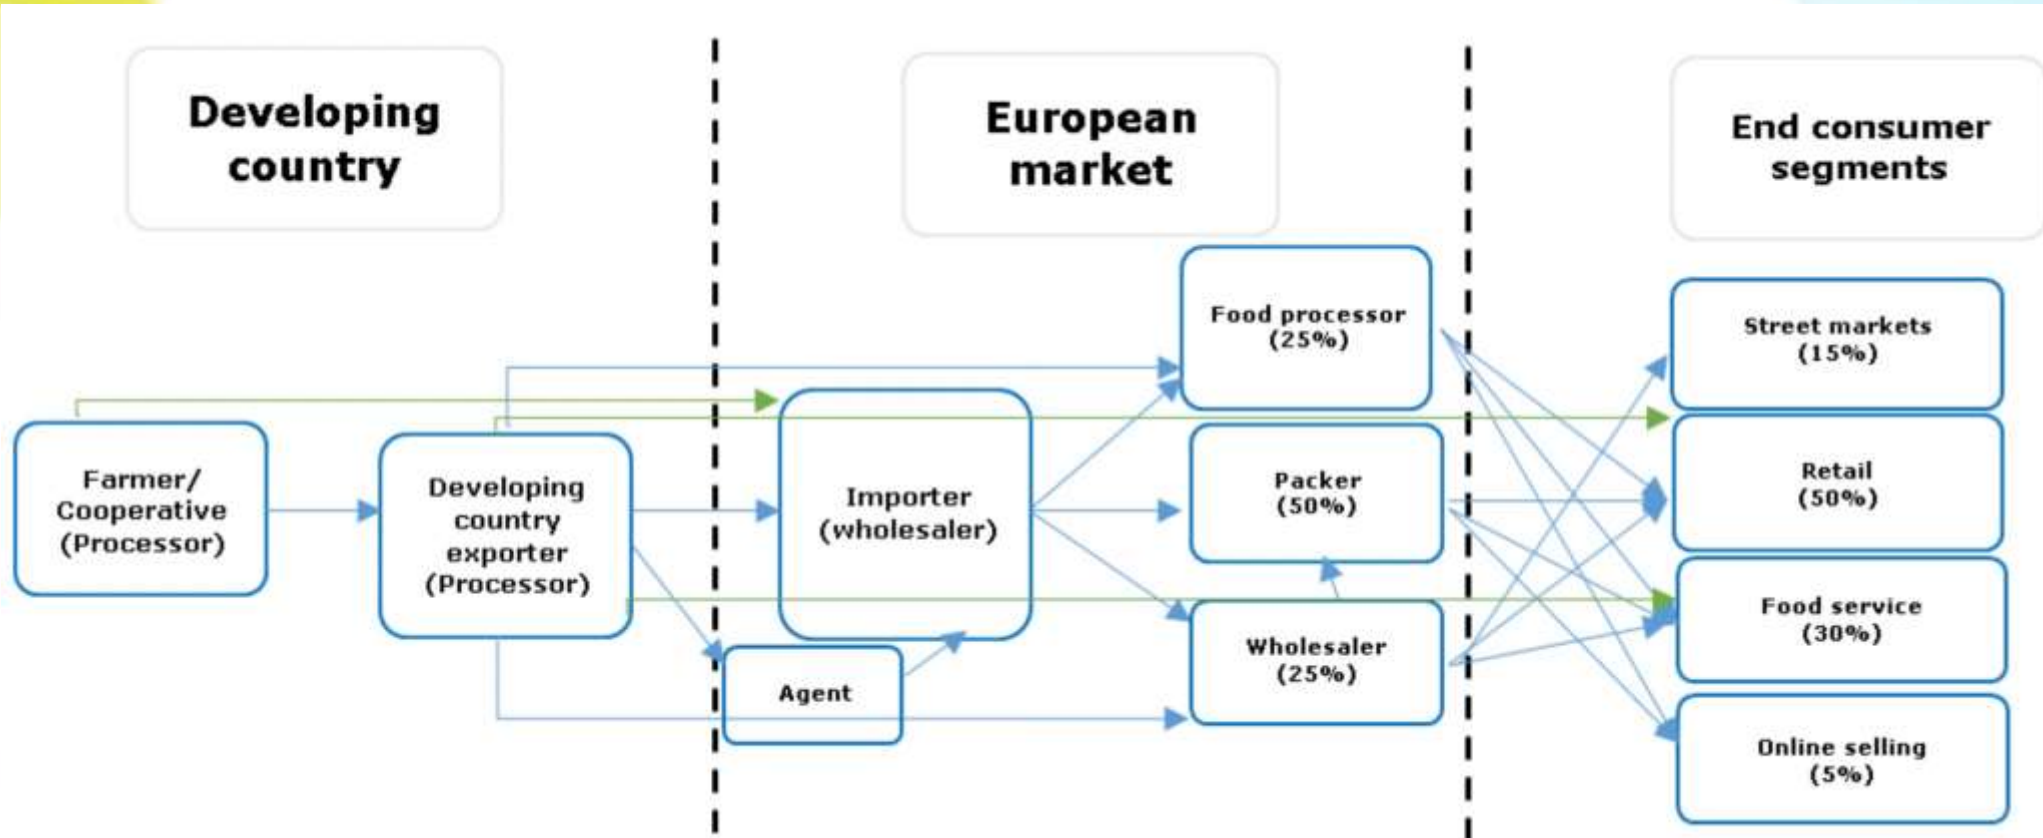 Developing
country
European
market
End consumer
segments
Farmer/
Cooperative
(Processor)
Developing
country
exporter
(Processor)
Importer
(wholesaler)
Agent
Food processor
(25%)
Packer
(50%)
Wholesaler
(25%)
Street markets
(15%)
Retail
(50%)
Food service
(30%)
Online selling
(5%)